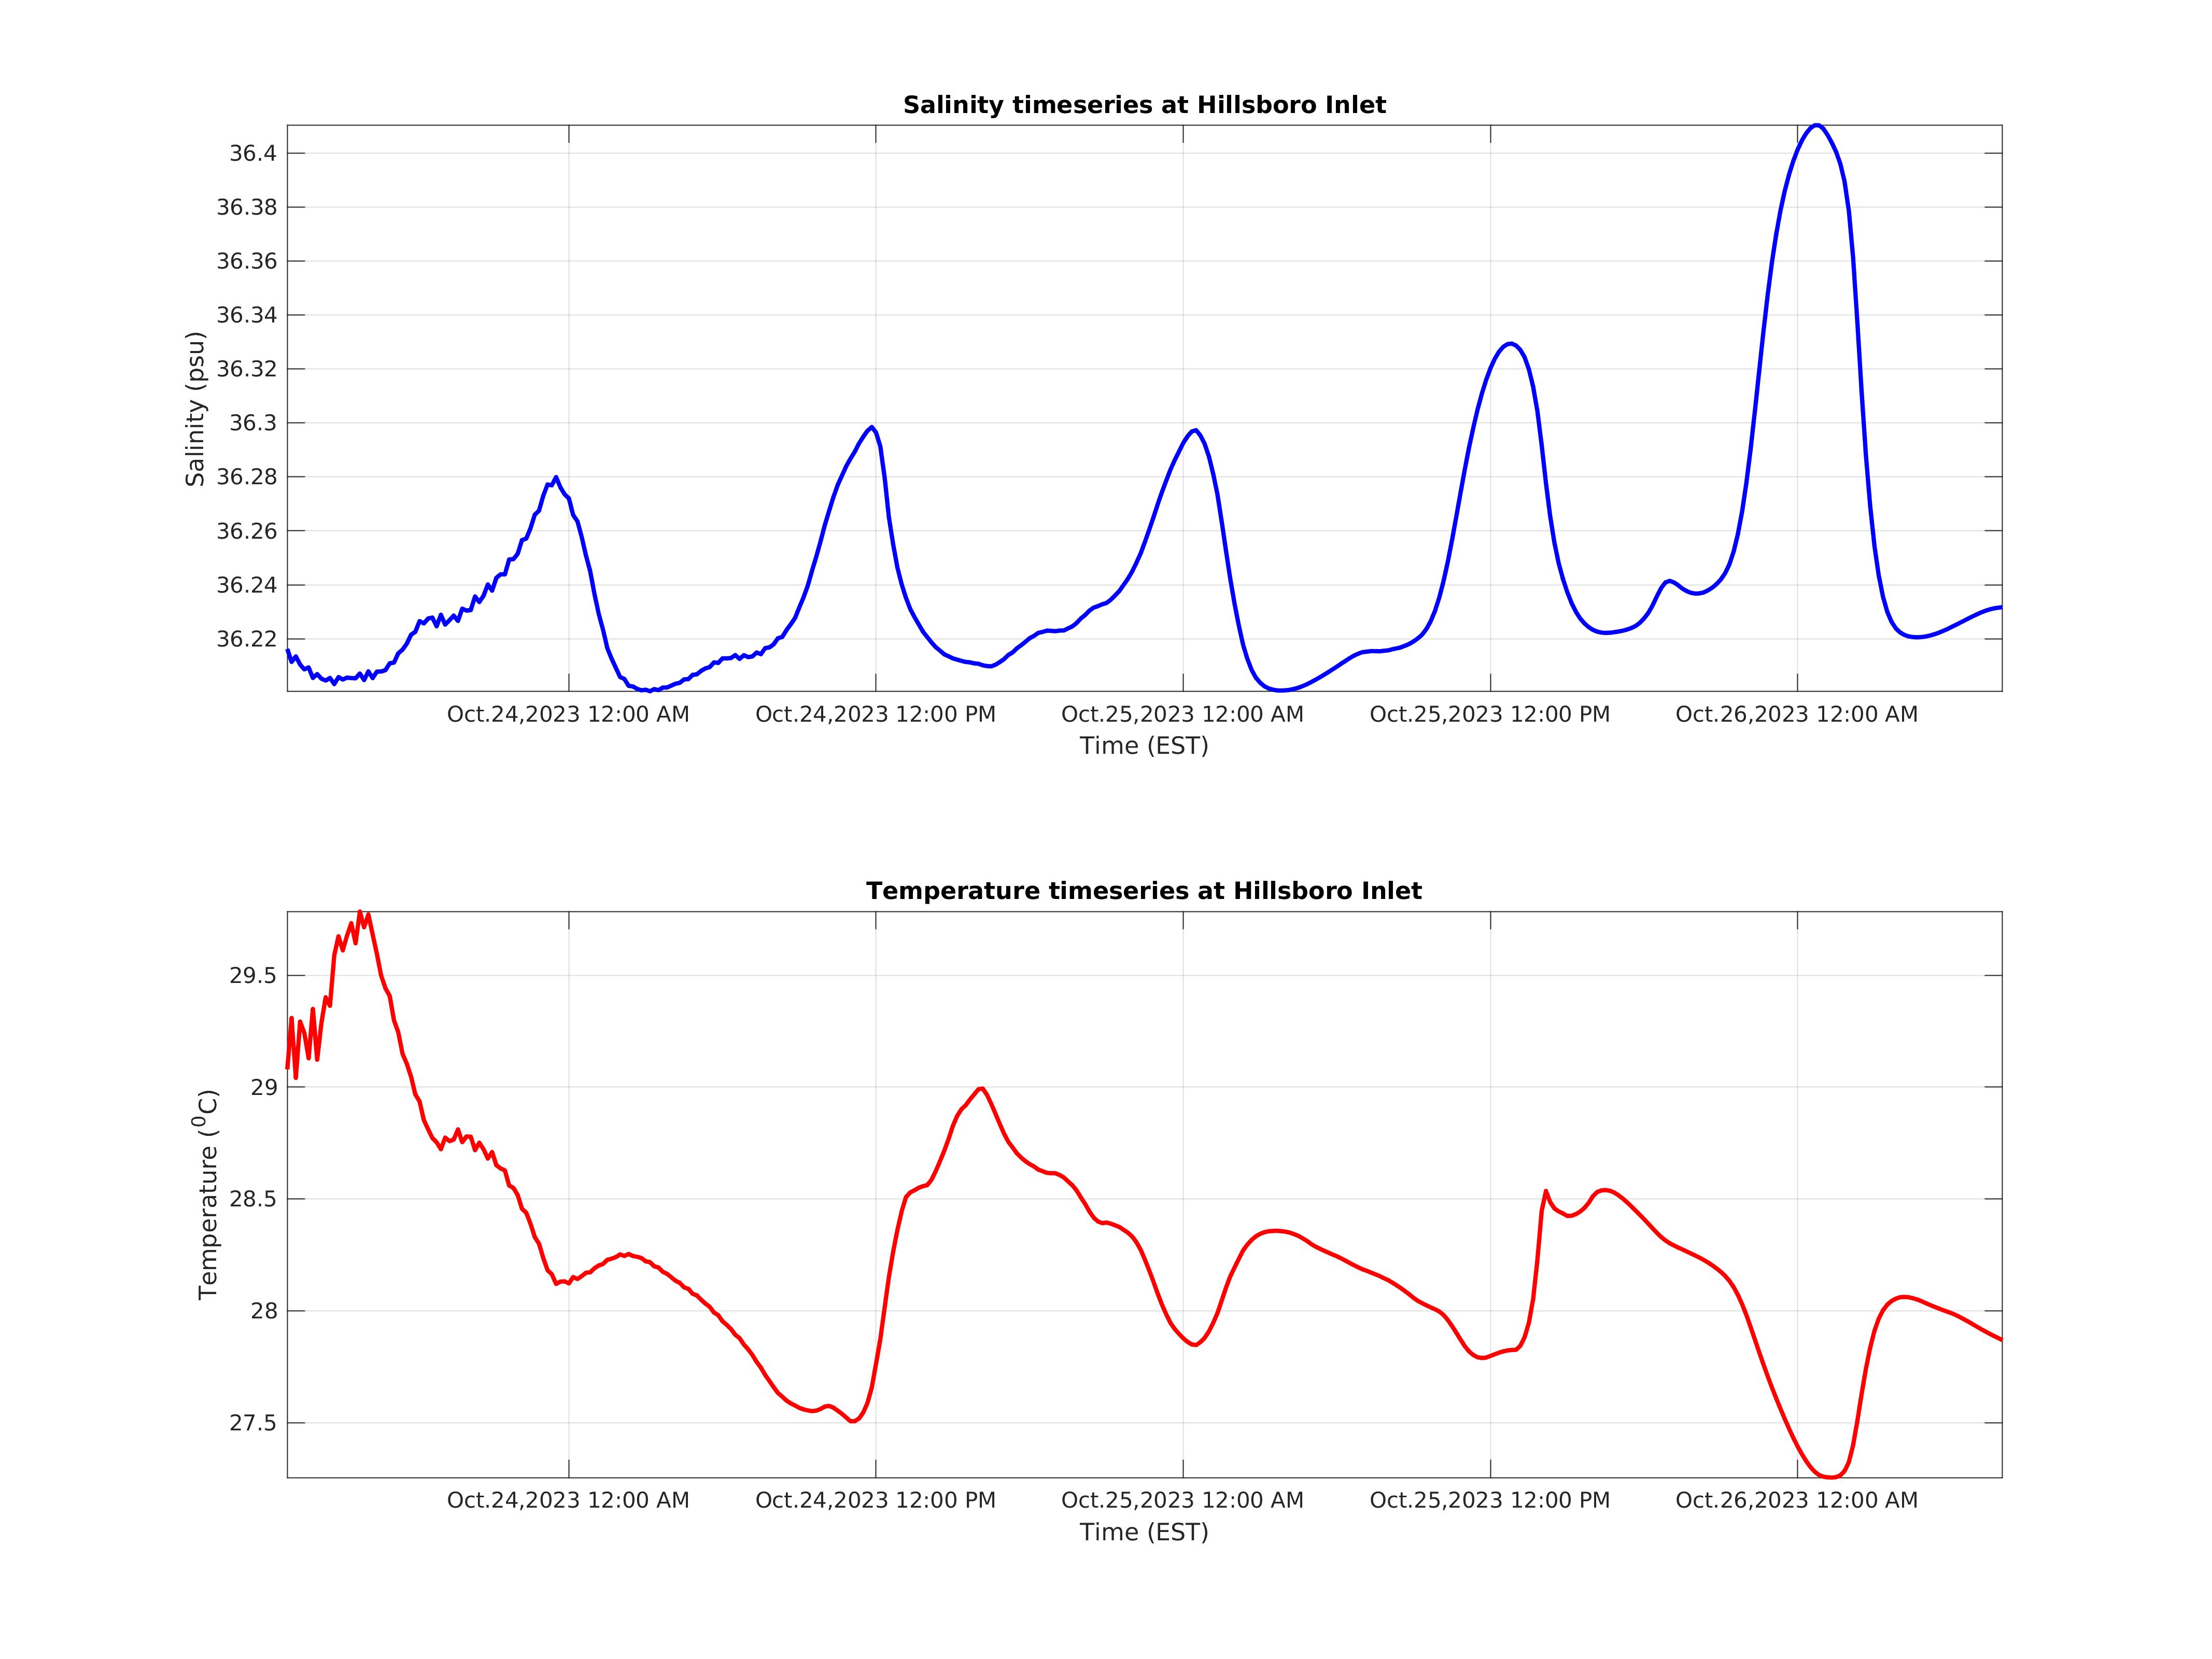 Salinity timeseries at Hillsboro Inlet
36.4
36.38
36.36
36.34
36.32
36.3
36.28
36.26
36.24
36.22
Salinity (psu)
Oct.24,2023 12:00 AM Oct.24,2023 12:00 PM Oct.25,2023 12:00 AM Oct.25,2023 12:00 PM Oct.26,2023 12:00 AM
Time (EST)
Temperature timeseries at Hillsboro Inlet
29.5
29
28.5
28
27.5
Temperature (⁰C)
Oct.24,2023 12:00 AM Oct.24,2023 12:00 PM Oct.25,2023 12:00 AM Oct.25,2023 12:00 PM Oct.26,2023 12:00 AM
Time (EST)